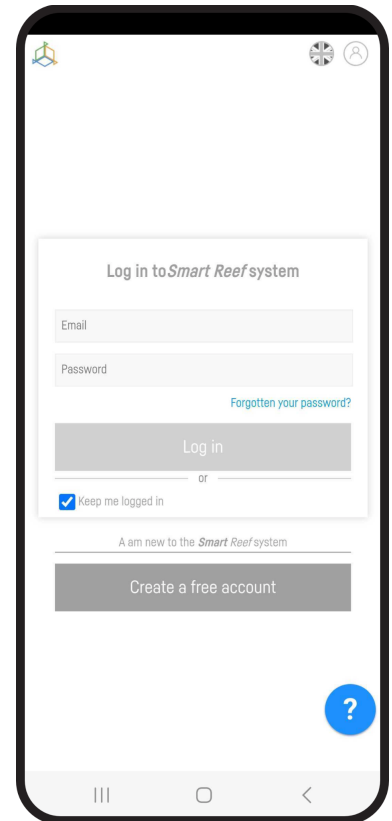 Log in to Smart Reef system
Email
Password
Forgotten your password?
Log in
or
Keep me logged in
A am new to the Smart Reef system
Create a free account
?